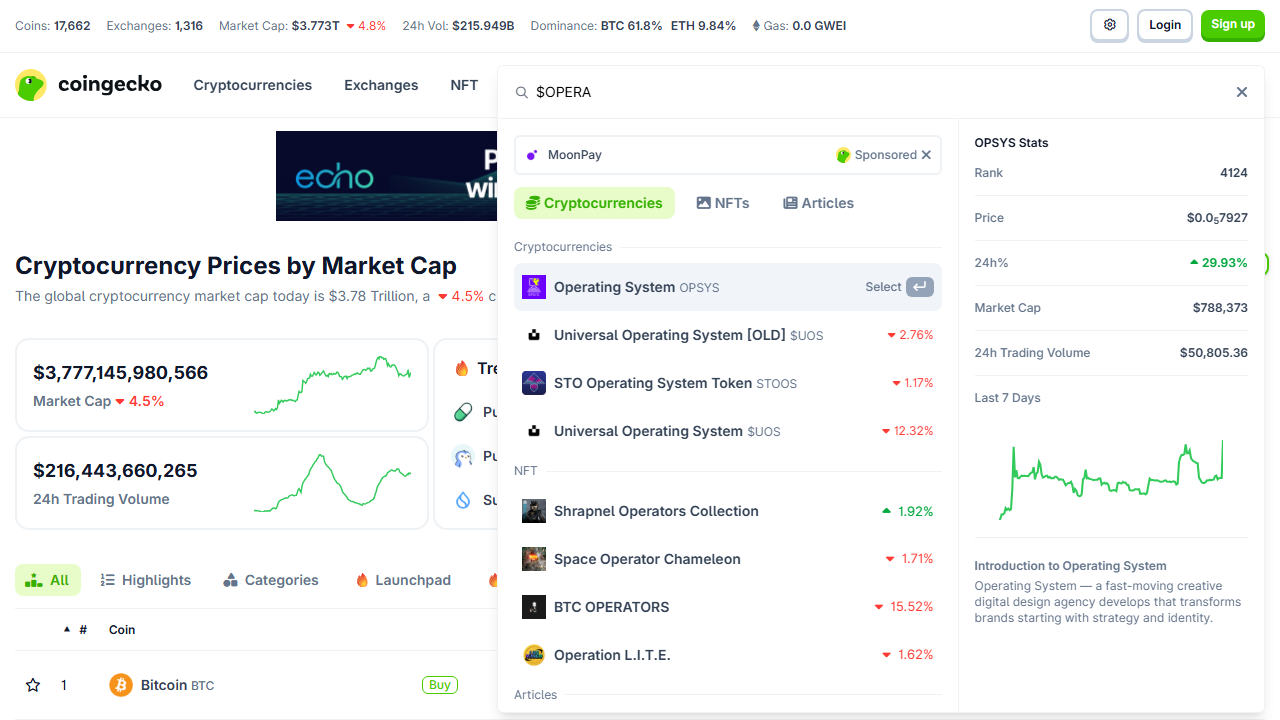 Coins: 17,662 Exchanges: 1,316 Market Cap: $3.773T 4.8% 24h Vol: $215.949B Dominance: BTC 61.8% ETH 9.84% Gas: 0.0 GWEI Login Sign up
coingecko Cryptocurrencies Exchanges NFT
$OPERA
echo
MoonPay Sponsored
Cryptocurrencies NFTs Articles
Cryptocurrencies
Operating System OPSYS Select
Universal Operating System [OLD] $UOS 2.76%
STO Operating System Token STOOS 1.17%
Universal Operating System $UOS 12.32%
NFT
Shrapnel Operators Collection 1.92%
Space Operator Chameleon 1.71%
BTC OPERATORS 15.52%
Operation L.I.T.E. 1.62%
Articles
OPSYS Stats
Rank 4124
Price $0.0₅7927
24h% 29.93%
Market Cap $788,373
24h Trading Volume $50,805.36
Last 7 Days
Introduction to Operating System
Operating System — a fast-moving creative
digital design agency develops that transforms
brands starting with strategy and identity.
Cryptocurrency Prices by Market Cap
The global cryptocurrency market cap today is $3.78 Trillion, a 4.5% c
$3,777,145,980,566
Market Cap 4.5%
$216,443,660,265
24h Trading Volume
Tre
Pu
Pu
Su
All Highlights Categories Launchpad
# Coin
1 Bitcoin BTC Buy